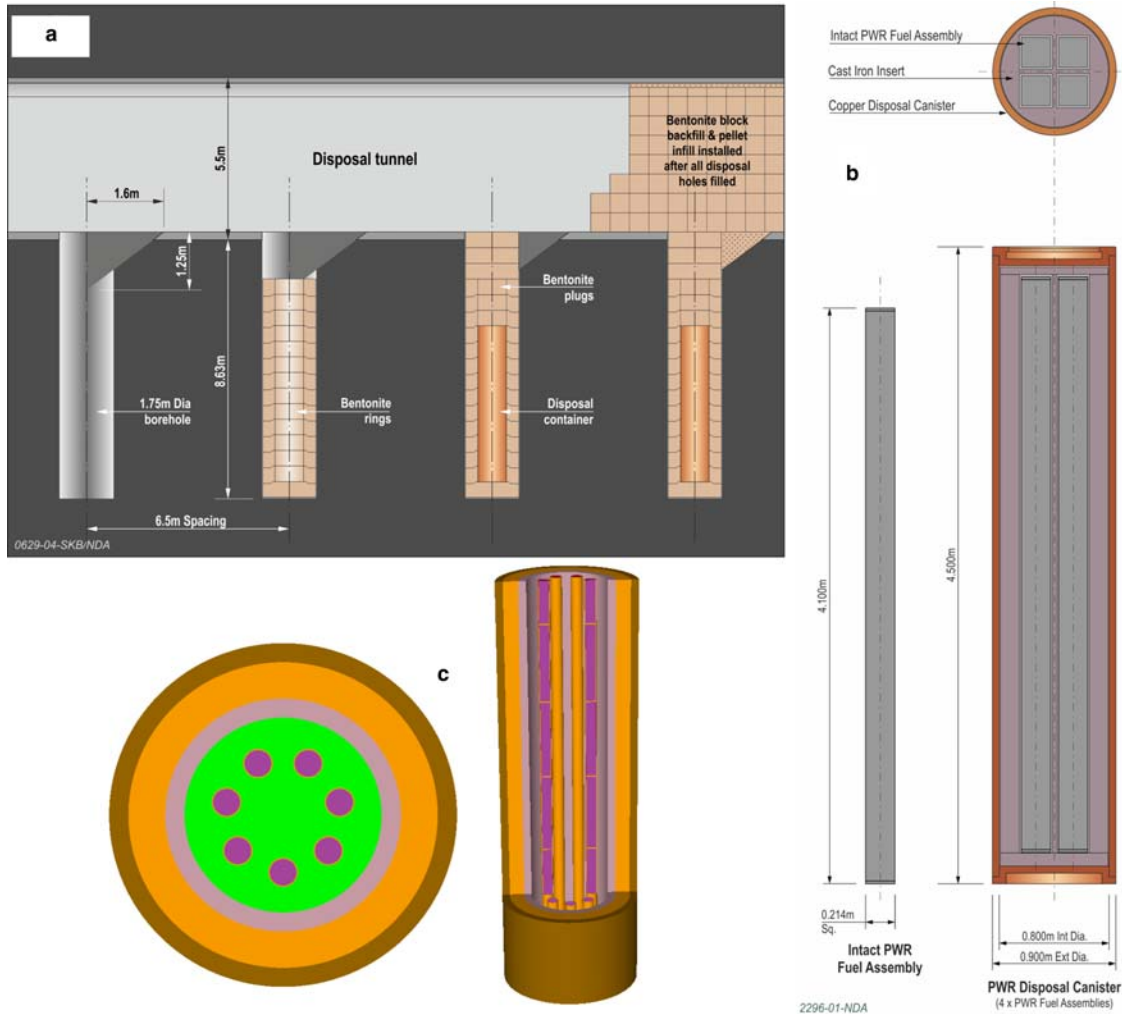 a
5.5m
Disposal tunnel
Bentonite block
backfill & pellet
infill installed
after all disposal
holes filled
1.6m
1.25m
8.63m
Bentonite
plugs
1.75m Dia
borehole
Bentonite
rings
Disposal
container
6.5m Spacing
0629-04-SKB/NDA
Intact PWR Fuel Assembly
Cast Iron Insert
Copper Disposal Canister
b
4.100m
4.500m
0.214m
Sq.
Intact PWR
Fuel Assembly
0.800m Int Dia.
0.900m Ext Dia.
PWR Disposal Canister
(4 x PWR Fuel Assemblies)
2296-01-NDA
c